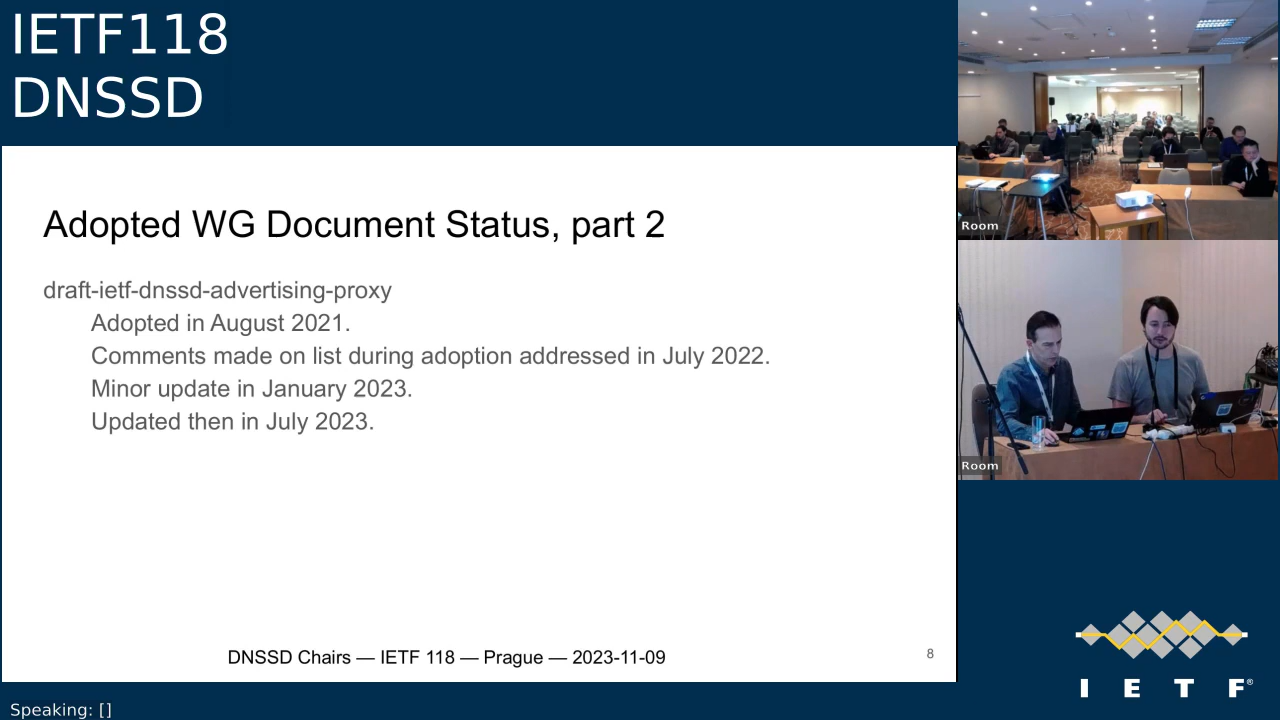 IETF118
DNSSD
Adopted WG Document Status, part 2
draft-ietf-dnssd-advertising-proxy
Adopted in August 2021.
Comments made on list during adoption addressed in July 2022.
Minor update in January 2023.
Updated then in July 2023.
DNSSD Chairs — IETF 118 — Prague — 2023-11-09
8
Room
Room
I E T F®
Speaking: []